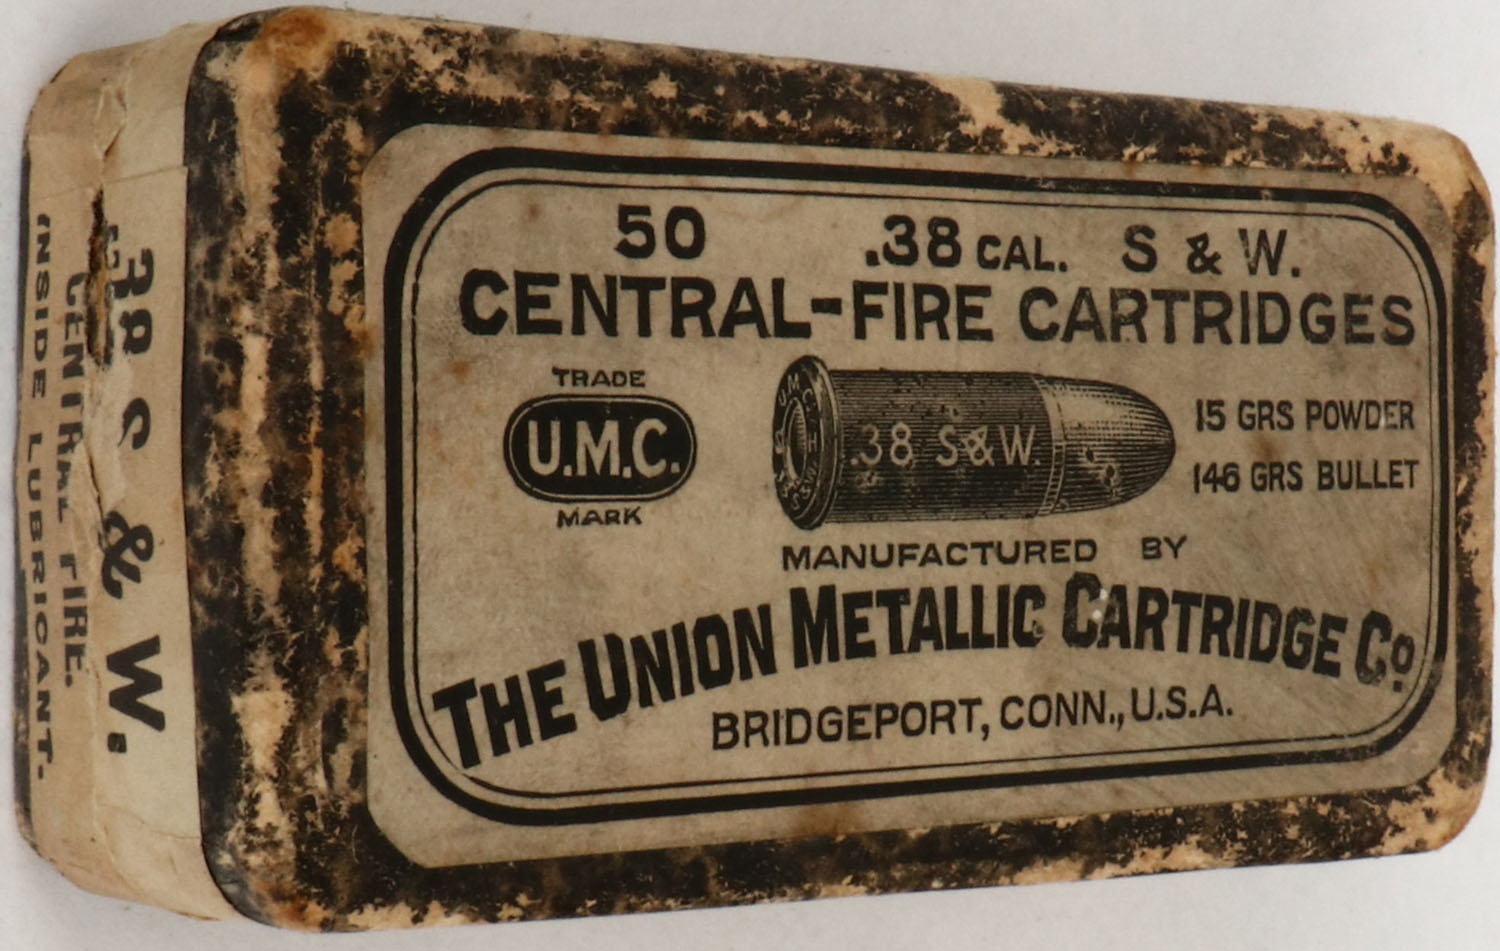 50 .38 CAL. S & W.
CENTRAL-FIRE CARTRIDGES
TRADE
U.M.C.
MARK
.38 S&W.
15 GRS POWDER
146 GRS BULLET
MANUFACTURED BY
THE UNION METALLIC CARTRIDGE Co.
BRIDGEPORT, CONN., U.S.A.
38 S & W.
CENTRAL FIRE.
INSIDE LUBRICANT.